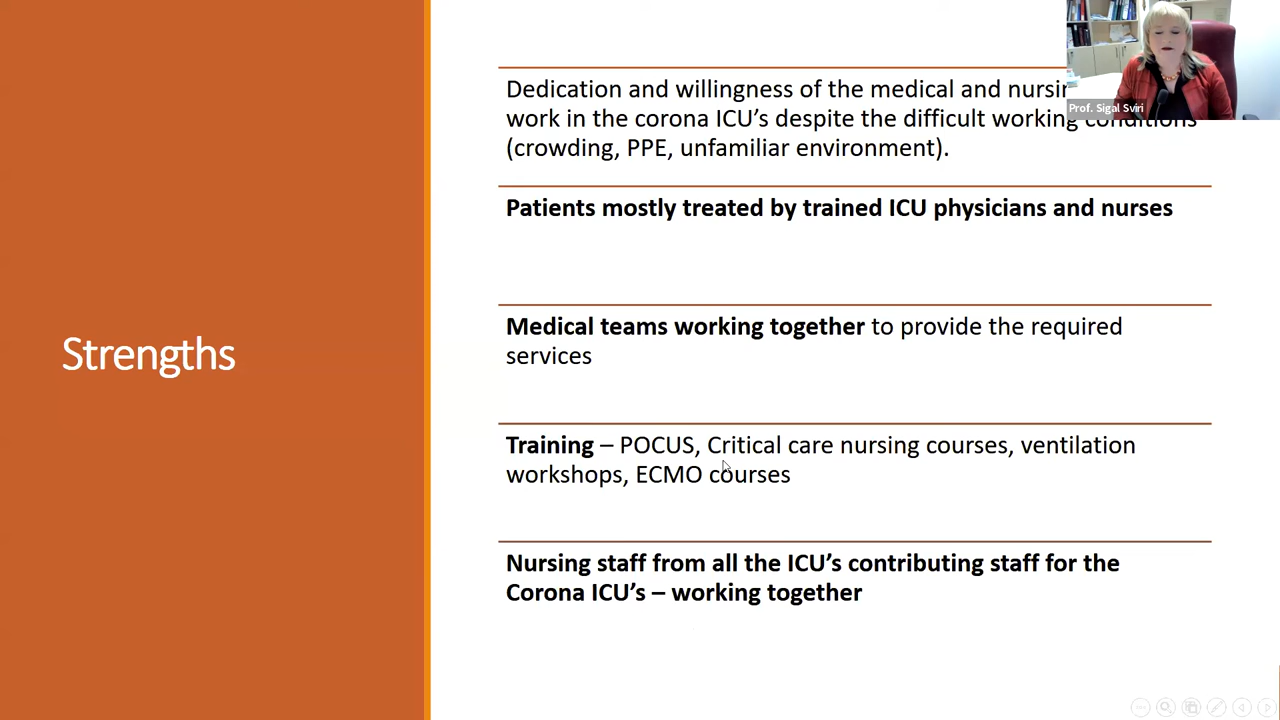 Prof. Sigal Sviri
Strengths
Dedication and willingness of the medical and
work in the corona ICU's despite the difficult working conditions
(crowding, PPE, unfamiliar environment).
Patients mostly treated by trained ICU physicians and nurses
Medical teams working together to provide the required
services
Training – POCUS, Critical care nursing courses, ventilation
workshops, ECMO courses
Nursing staff from all the ICU's contributing staff for the
Corona ICU's – working together